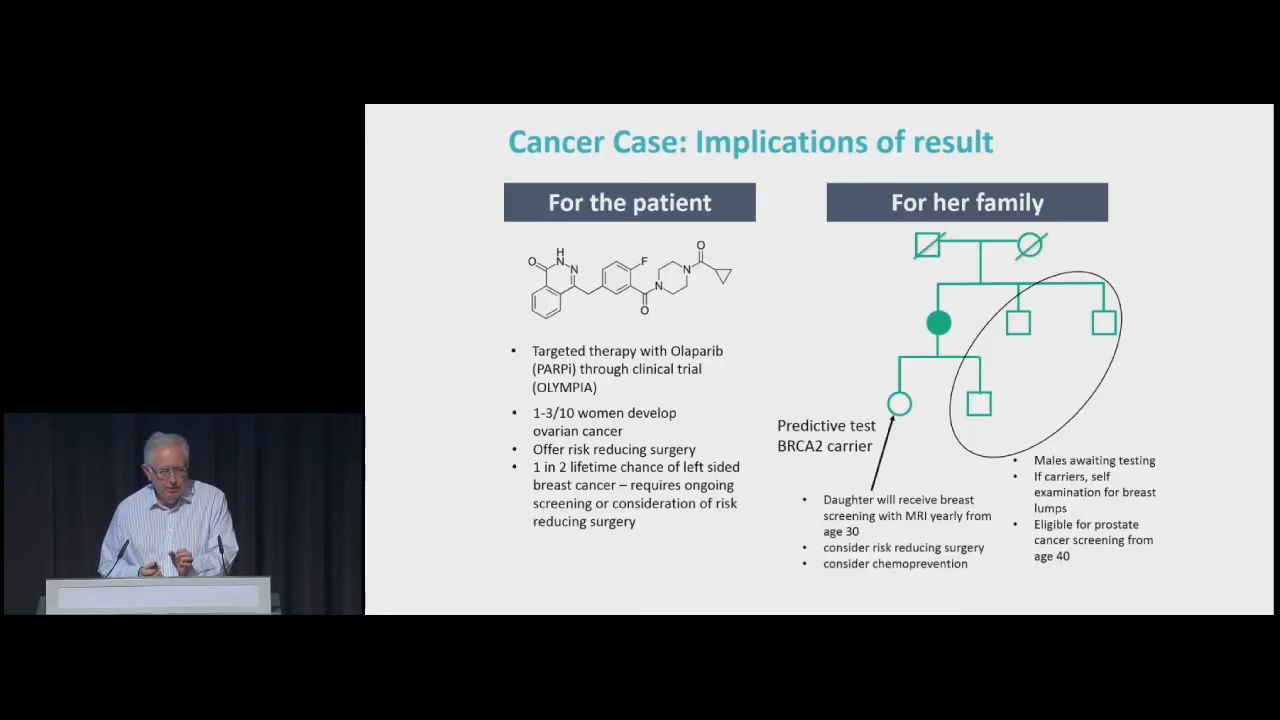 Cancer Case: Implications of result
For the patient
For her family
O
H
N
N
F
O
N
N
O
• Targeted therapy with Olaparib
(PARPi) through clinical trial
(OLYMPIA)
• 1-3/10 women develop
ovarian cancer
• Offer risk reducing surgery
• 1 in 2 lifetime chance of left sided
breast cancer – requires ongoing
screening or consideration of risk
reducing surgery
Predictive test
BRCA2 carrier
• Daughter will receive breast
screening with MRI yearly from
age 30
• consider risk reducing surgery
• consider chemoprevention
• Males awaiting testing
• If carriers, self
examination for breast
lumps
• Eligible for prostate
cancer screening from
age 40